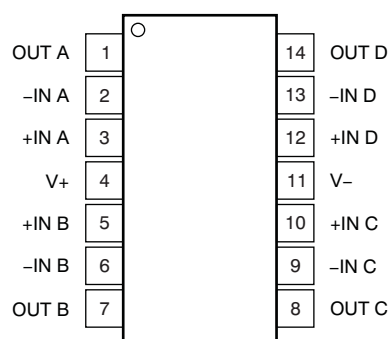 OUT A 1 14 OUT D
−IN A 2 13 −IN D
+IN A 3 12 +IN D
V+ 4 11 V−
+IN B 5 10 +IN C
−IN B 6 9 −IN C
OUT B 7 8 OUT C